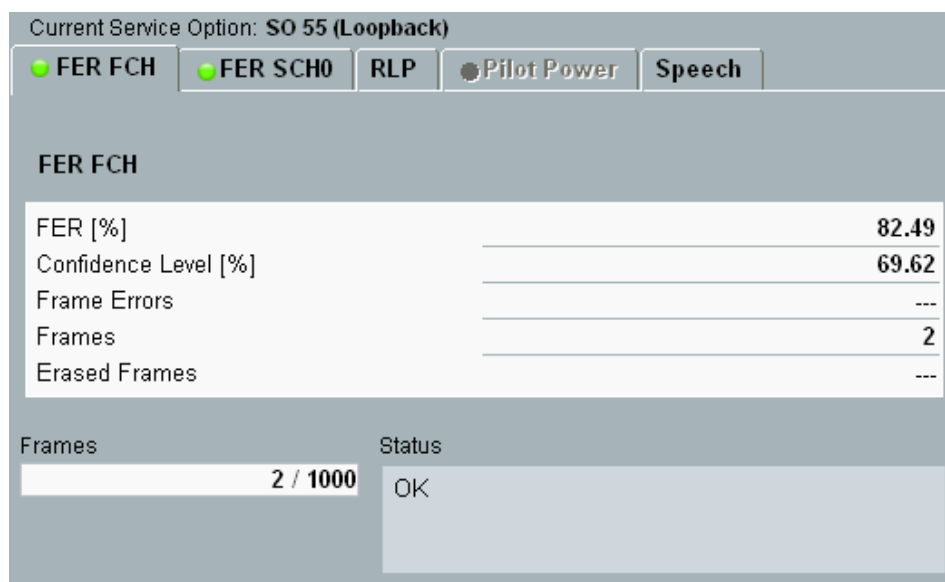 Current Service Option: SO 55 (Loopback)
FER FCH FER SCH0 RLP Pilot Power Speech
FER FCH
FER [%] 82.49
Confidence Level [%] 69.62
Frame Errors ---
Frames 2
Erased Frames ---
Frames Status
2 / 1000 OK